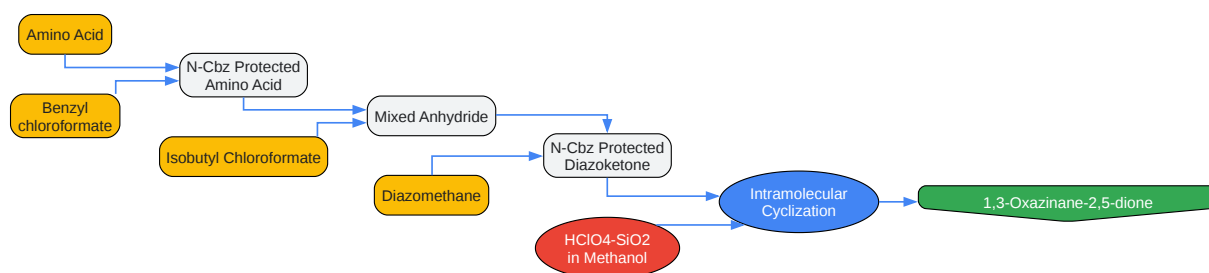 Amino Acid
Benzyl
chloroformate
N-Cbz Protected
Amino Acid
Isobutyl Chloroformate
Mixed Anhydride
Diazomethane
N-Cbz Protected
Diazoketone
HClO4-SiO2
in Methanol
Intramolecular
Cyclization
1,3-Oxazinane-2,5-dione